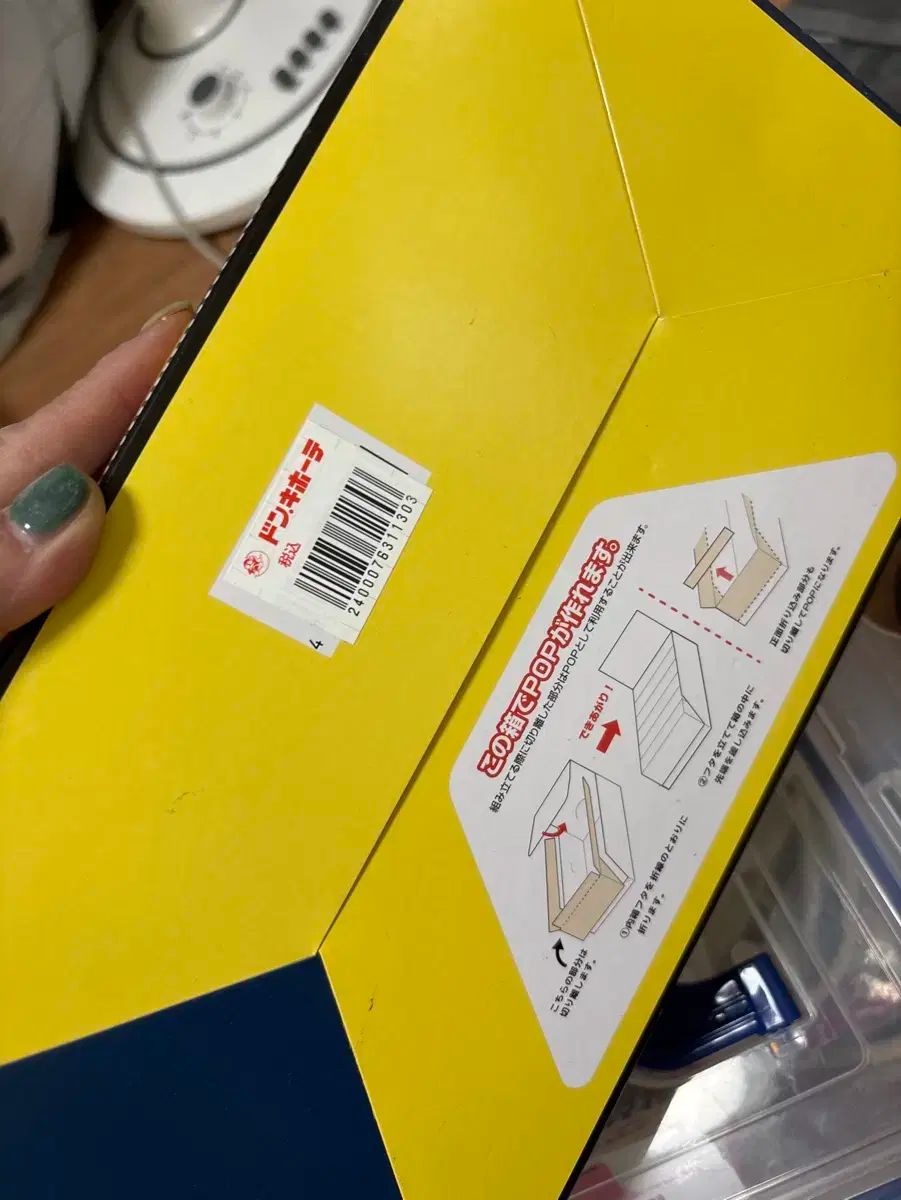 ドン.キホーテ
税込
2400076311303
4
この箱でPOPが作れます。
組み立てる際に切り離した部分はPOPとして利用することが出来ます。
こちらの部分は
切り離します。
①内箱フタを折線のとおりに
折ります。
できあがり!
②フタを立てて箱の中に
先端を差し込みます。
正面折り込み部分る
切り離してPOPになります。